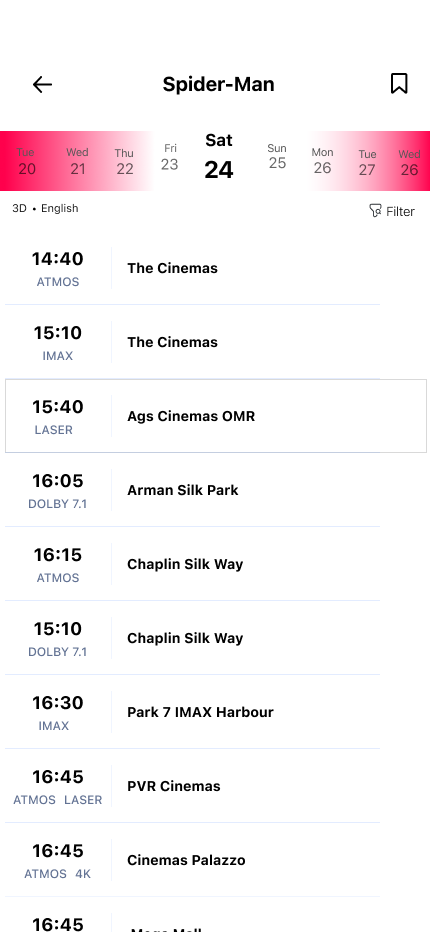 Spider-Man
Tue Wed Thu Fri Sat Sun Mon Tue Wed
20 21 22 23 24 25 26 27 26
3D • English Filter
14:40 The Cinemas
ATMOS
15:10 The Cinemas
IMAX
15:40 Ags Cinemas OMR
LASER
16:05 Arman Silk Park
DOLBY 7.1
16:15 Chaplin Silk Way
ATMOS
15:10 Chaplin Silk Way
DOLBY 7.1
16:30 Park 7 IMAX Harbour
IMAX
16:45 PVR Cinemas
ATMOS LASER
16:45 Cinemas Palazzo
ATMOS 4K
16:45